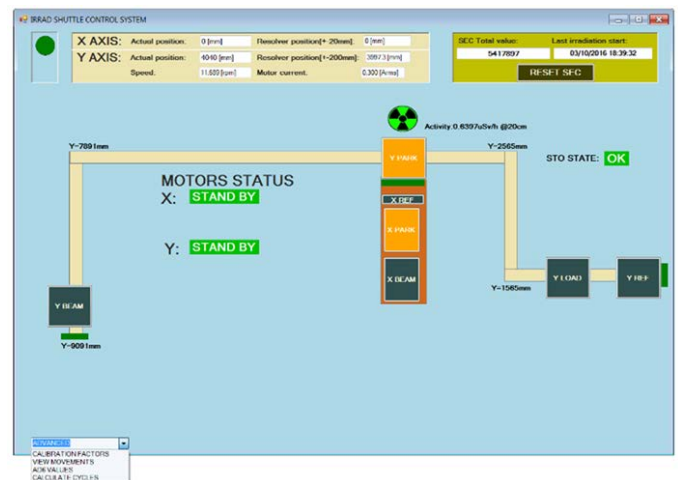 IRRAD SHUTTLE CONTROL SYSTEM
X AXIS: Actual position: 0 [mm] Resolver position[+-20mm]: 0 [mm]
Y AXIS: Actual position: 4040 [mm] Resolver position[+-200mm]: 3997.3 [mm]
Speed. 11.689 [rpm] Motor current. 0.300 [Arms]
SEC Total value: Last irradiation start:
5417897 03/10/2016 18:39:32
RESET SEC
Activity:0.6397uSv/h @20cm
Y-7891mm
Y PARK
Y-2565mm
STO STATE: OK
MOTORS STATUS
X: STAND BY
X REF
X PARK
Y: STAND BY
X BEAM
Y LOAD
Y REF
Y-1565mm
Y BEAM
Y-9091mm
ADVANCED
CALIBRATION FACTORS
VIEW MOVEMENTS
AD6 VALUES
CALCULATE CYCLES